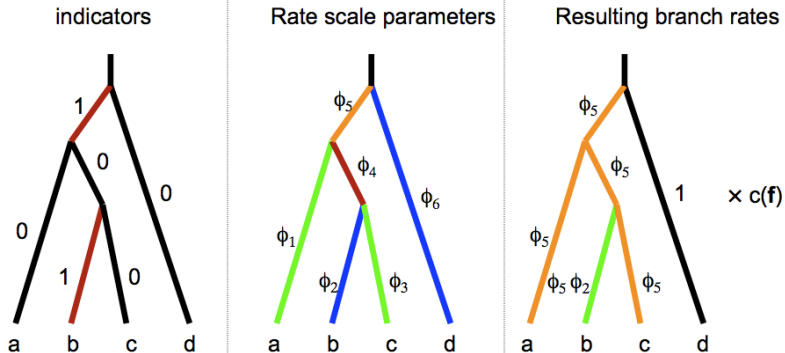 indicators
Rate scale parameters
Resulting branch rates
1
0
0
0
1
0
a
b
c
d
ϕ5
ϕ4
ϕ6
ϕ1
ϕ2
ϕ3
a
b
c
d
ϕ5
ϕ5
1
× c(f)
ϕ5
ϕ5 ϕ2
ϕ5
a
b
c
d